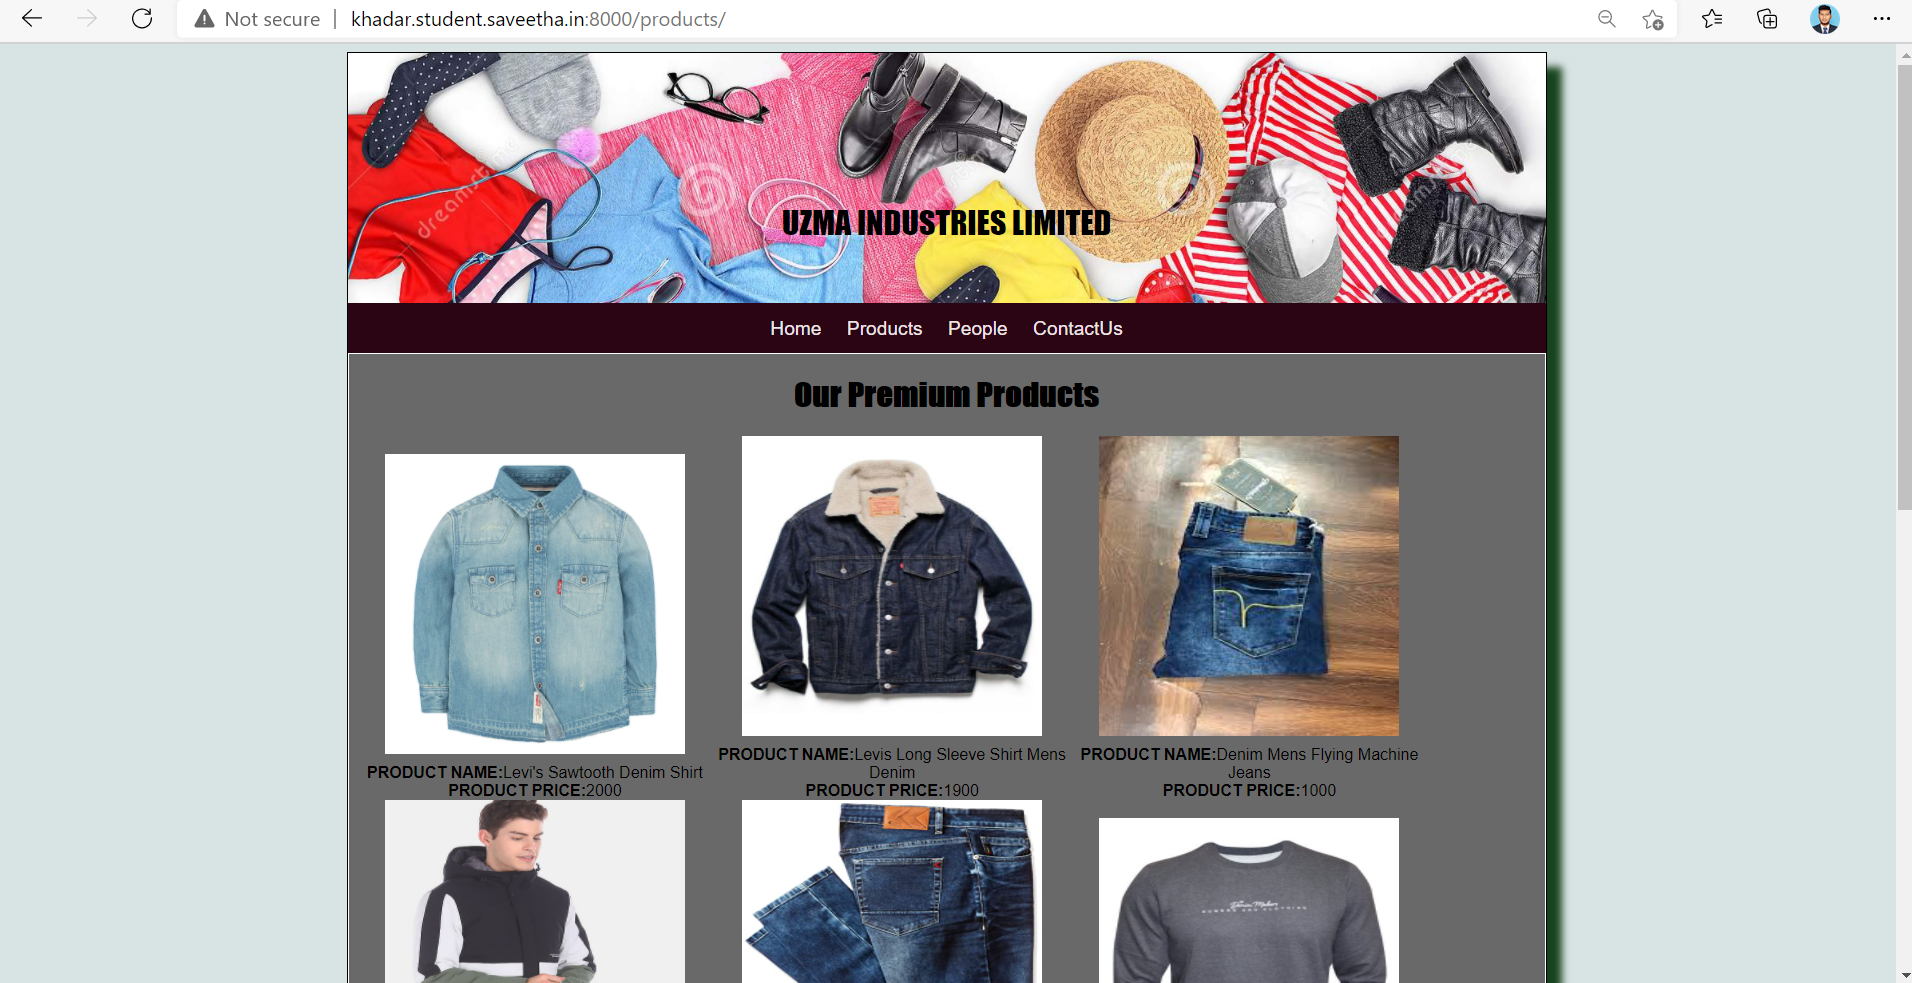 Not secure | khadar.student.saveetha.in:8000/products/
dreamstime
UZMA INDUSTRIES LIMITED
Home Products People ContactUs
Our Premium Products
PRODUCT NAME:Levi's Sawtooth Denim Shirt
PRODUCT PRICE:2000
PRODUCT NAME:Levis Long Sleeve Shirt Mens
Denim
PRODUCT PRICE:1900
PRODUCT NAME:Denim Mens Flying Machine
Jeans
PRODUCT PRICE:1000